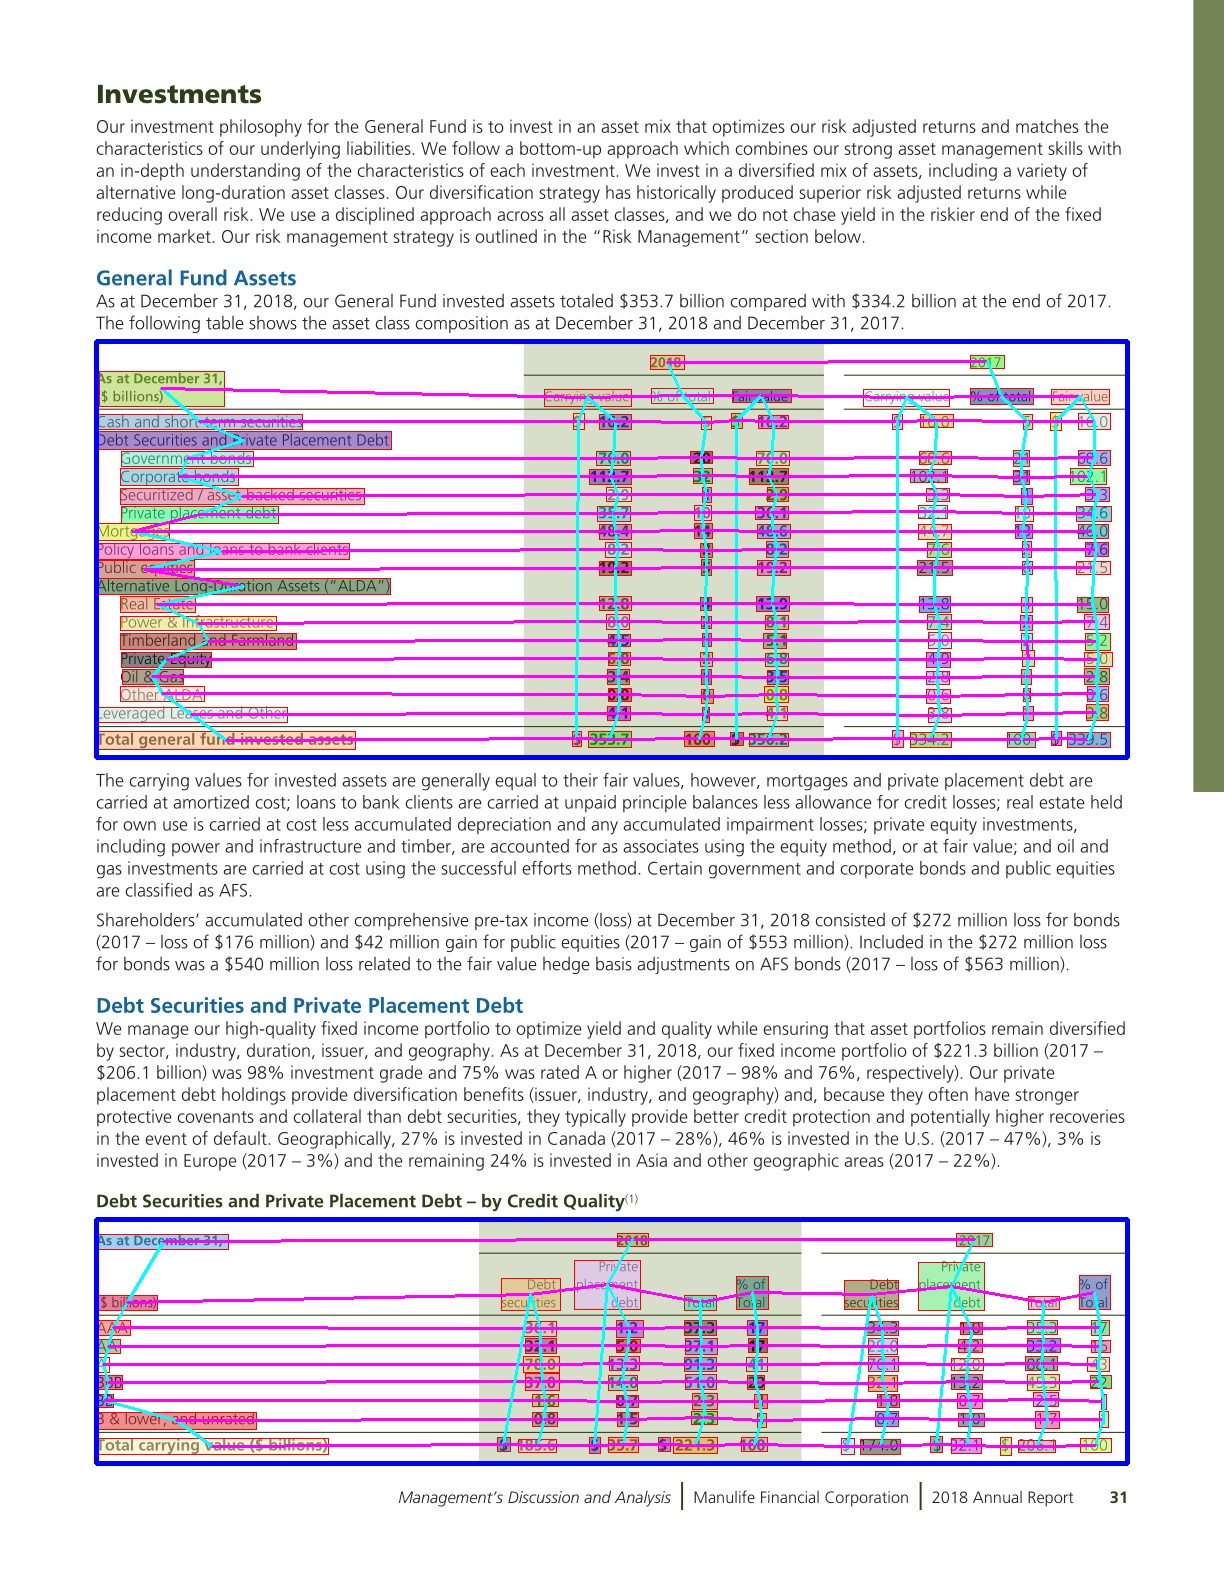 Investments
Our investment philosophy for the General Fund is to invest in an asset mix that optimizes our risk adjusted returns and matches the
characteristics of our underlying liabilities. We follow a bottom-up approach which combines our strong asset management skills with
an in-depth understanding of the characteristics of each investment. We invest in a diversified mix of assets, including a variety of
alternative long-duration asset classes. Our diversification strategy has historically produced superior risk adjusted returns while
reducing overall risk. We use a disciplined approach across all asset classes, and we do not chase yield in the riskier end of the fixed
income market. Our risk management strategy is outlined in the “Risk Management” section below.
General Fund Assets
As at December 31, 2018, our General Fund invested assets totaled $353.7 billion compared with $334.2 billion at the end of 2017.
The following table shows the asset class composition as at December 31, 2018 and December 31, 2017.
2018 2017
As at December 31,
($ billions) Carrying value % of total Fair value Carrying value % of total Fair value
Cash and short-term securities $ 16.2 5 $ 16.2 $ 16.0 5 $ 16.0
Debt Securities and Private Placement Debt
Government bonds 70.0 20 70.0 68.6 21 68.6
Corporate bonds 112.7 32 112.7 102.1 31 102.1
Securitized / asset-backed securities 2.9 1 2.9 3.3 1 3.3
Private placement debt 35.7 10 36.1 32.1 10 34.6
Mortgages 48.4 14 48.6 44.7 13 46.0
Policy loans and loans to bank clients 8.2 2 8.2 7.6 2 7.6
Public equities 19.2 5 19.2 21.5 6 21.5
Alternative Long-Duration Assets (“ALDA”)
Real Estate 12.8 4 13.9 13.8 4 15.0
Power & Infrastructure 8.0 2 8.1 7.4 2 7.4
Timberland and Farmland 4.5 1 5.1 5.0 5.2
Private Equity 6.8 2 6.8 4.9 5.0
Oil & Gas 3.4 1 3.5 2.8 1 2.8
Other ALDA 0.8 – 0.8 0.6 – 0.6
Leveraged Leases and Other 4.1 1 4.1 3.8 1 3.8
Total general fund invested assets $ 353.7 100 $ 356.2 $ 334.2 100 $ 339.5
The carrying values for invested assets are generally equal to their fair values, however, mortgages and private placement debt are
carried at amortized cost; loans to bank clients are carried at unpaid principle balances less allowance for credit losses; real estate held
for own use is carried at cost less accumulated depreciation and any accumulated impairment losses; private equity investments,
including power and infrastructure and timber, are accounted for as associates using the equity method, or at fair value; and oil and
gas investments are carried at cost using the successful efforts method. Certain government and corporate bonds and public equities
are classified as AFS.
Shareholders’ accumulated other comprehensive pre-tax income (loss) at December 31, 2018 consisted of $272 million loss for bonds
(2017 – loss of $176 million) and $42 million gain for public equities (2017 – gain of $553 million). Included in the $272 million loss
for bonds was a $540 million loss related to the fair value hedge basis adjustments on AFS bonds (2017 – loss of $563 million).
Debt Securities and Private Placement Debt
We manage our high-quality fixed income portfolio to optimize yield and quality while ensuring that asset portfolios remain diversified
by sector, industry, duration, issuer, and geography. As at December 31, 2018, our fixed income portfolio of $221.3 billion (2017 –
$206.1 billion) was 98% investment grade and 75% was rated A or higher (2017 – 98% and 76%, respectively). Our private
placement debt holdings provide diversification benefits (issuer, industry, and geography) and, because they often have stronger
protective covenants and collateral than debt securities, they typically provide better credit protection and potentially higher recoveries
in the event of default. Geographically, 27% is invested in Canada (2017 – 28%), 46% is invested in the U.S. (2017 – 47%), 3% is
invested in Europe (2017 – 3%) and the remaining 24% is invested in Asia and other geographic areas (2017 – 22%).
Debt Securities and Private Placement Debt – by Credit Quality(1)
As at December 31, 2018 2017
Private Private
Debt placement % of Debt placement % of
($ billions) securities debt Total Total securities debt Total Total
AAA 36.1 1.2 37.3 17 34.3 1.0 35.3 17
AA 32.1 5.0 37.1 17 29.0 4.2 33.2 16
A 78.0 13.3 91.3 41 76.1 12.0 88.1 43
BBB 37.0 14.0 51.0 23 32.1 13.2 45.3 22
BB 1.6 0.7 2.3 1 1.8 0.7 2.5 1
B & lower, and unrated 0.8 1.5 2.3 1 0.7 1.0 1.7 1
Total carrying value ($ billions) $ 185.6 $ 35.7 $ 221.3 100 $ 174.0 $ 32.1 $ 206.1 100
Management’s Discussion and Analysis Manulife Financial Corporation 2018 Annual Report 31